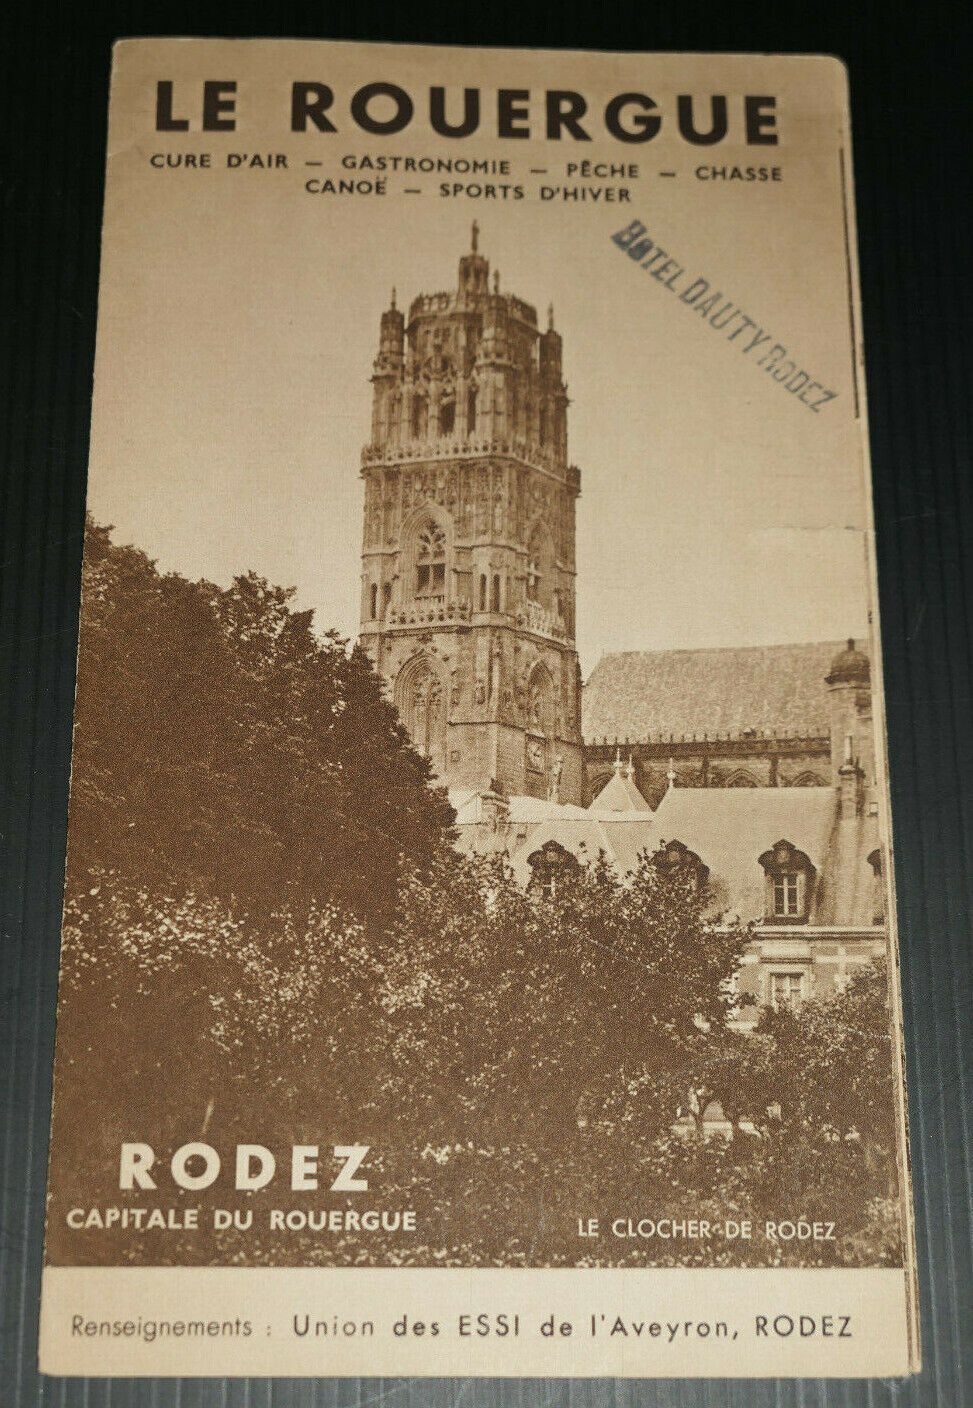 LE ROUERGUE
CURE D'AIR — GASTRONOMIE — PÊCHE — CHASSE
CANOË — SPORTS D'HIVER
HOTEL DAUTY RODEZ
RODEZ
CAPITALE DU ROUERGUE
LE CLOCHER DE RODEZ
Renseignements : Union des ESSI de l'Aveyron, RODEZ